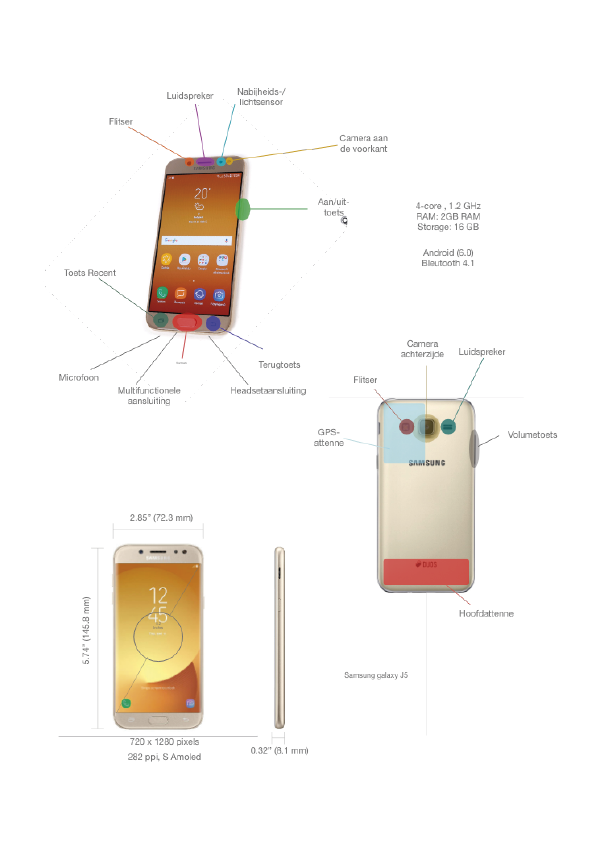 Luidspreker
Nabijheids-/
lichtsensor
Flitser
Camera aan
de voorkant
SAMSUNG
20°
Google
Aan/uit-
toets
4-core , 1.2 GHz
RAM: 2GB RAM
Storage: 16 GB
Android (6.0)
Bleutooth 4.1
Toets Recent
Terugtoets
Microfoon
Multifunctionele
aansluiting
Headsetaansluiting
Camera
achterzijde
Luidspreker
Flitser
GPS-
attenne
Volumetoets
SAMSUNG
DUOS
Hoofdattenne
2.85" (72.3 mm)
5.74" (145.8 mm)
12
45
720 x 1280 pixels
282 ppi, S Amoled
0.32" (8.1 mm)
Samsung galaxy J5